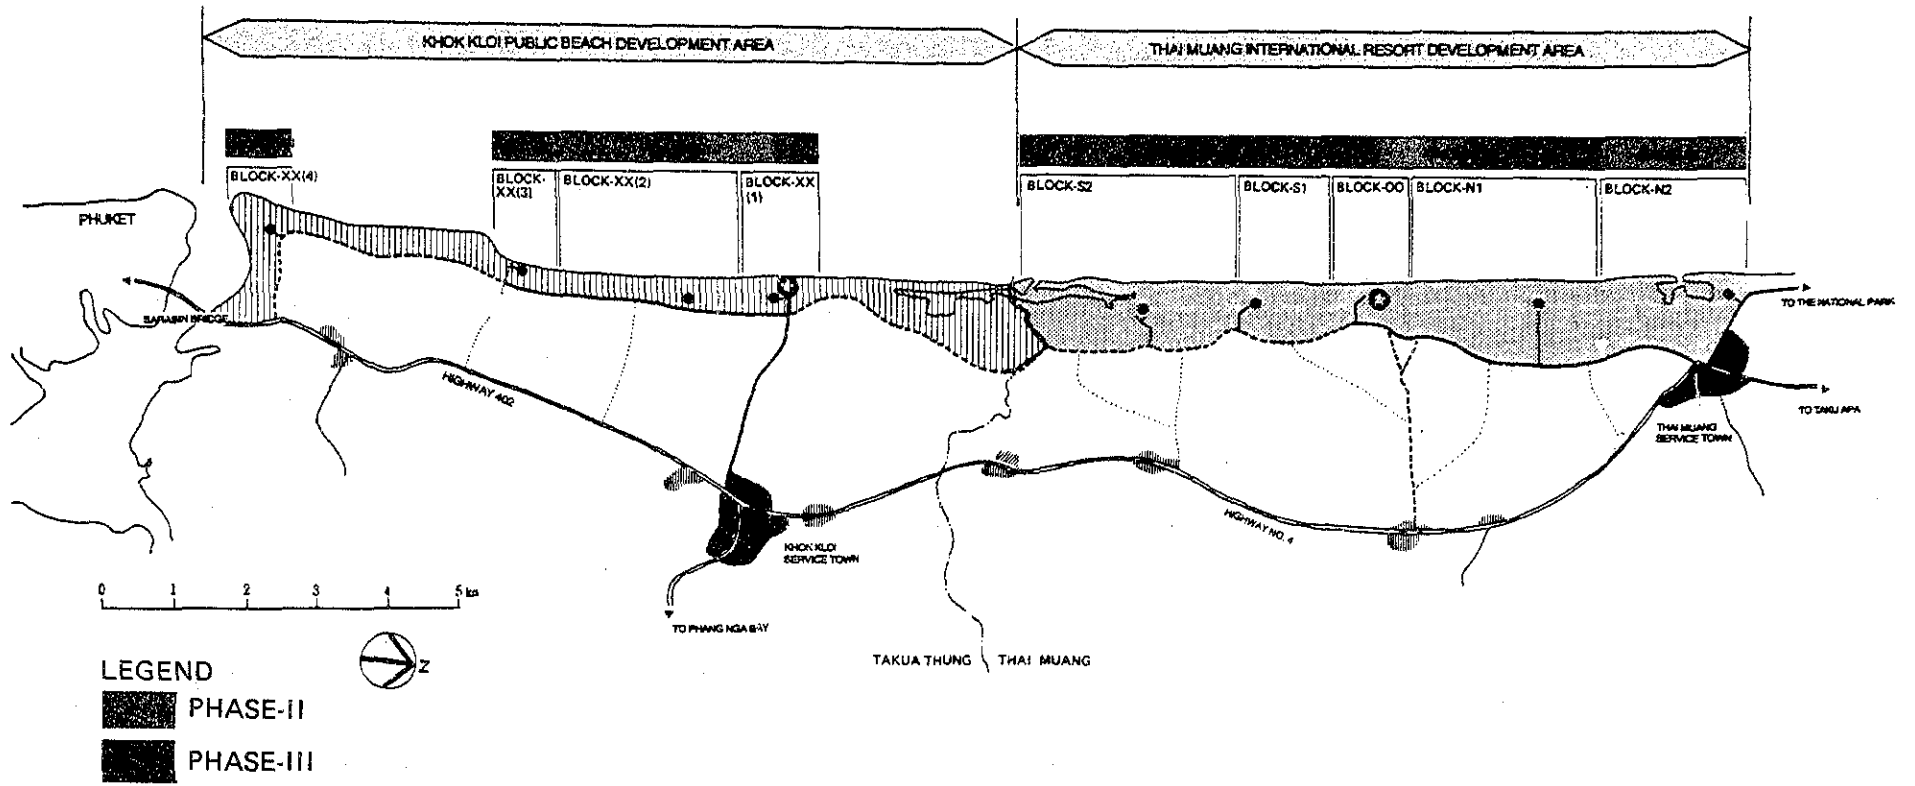 KHOK KLOI PUBLIC BEACH DEVELOPMENT AREA
THAI MUANG INTERNATIONAL RESORT DEVELOPMENT AREA
BLOCK-XX(4)
BLOCK-
XX(3)
BLOCK-XX(2)
BLOCK-XX
(1)
BLOCK-S2
BLOCK-S1
BLOCK-OO
BLOCK-N1
BLOCK-N2
PHUKET
SARASIN BRIDGE
TO THE NATIONAL PARK
HIGHWAY 402
TO TAKUAPA
THAI MUANG
SERVICE TOWN
HIGHWAY NO. 4
KHOK KLOI
SERVICE TOWN
0 1 2 3 4 5 km
TO PHANG NGA BAY
TAKUA THUNG
THAI MUANG
Z
LEGEND
PHASE-II
PHASE-III